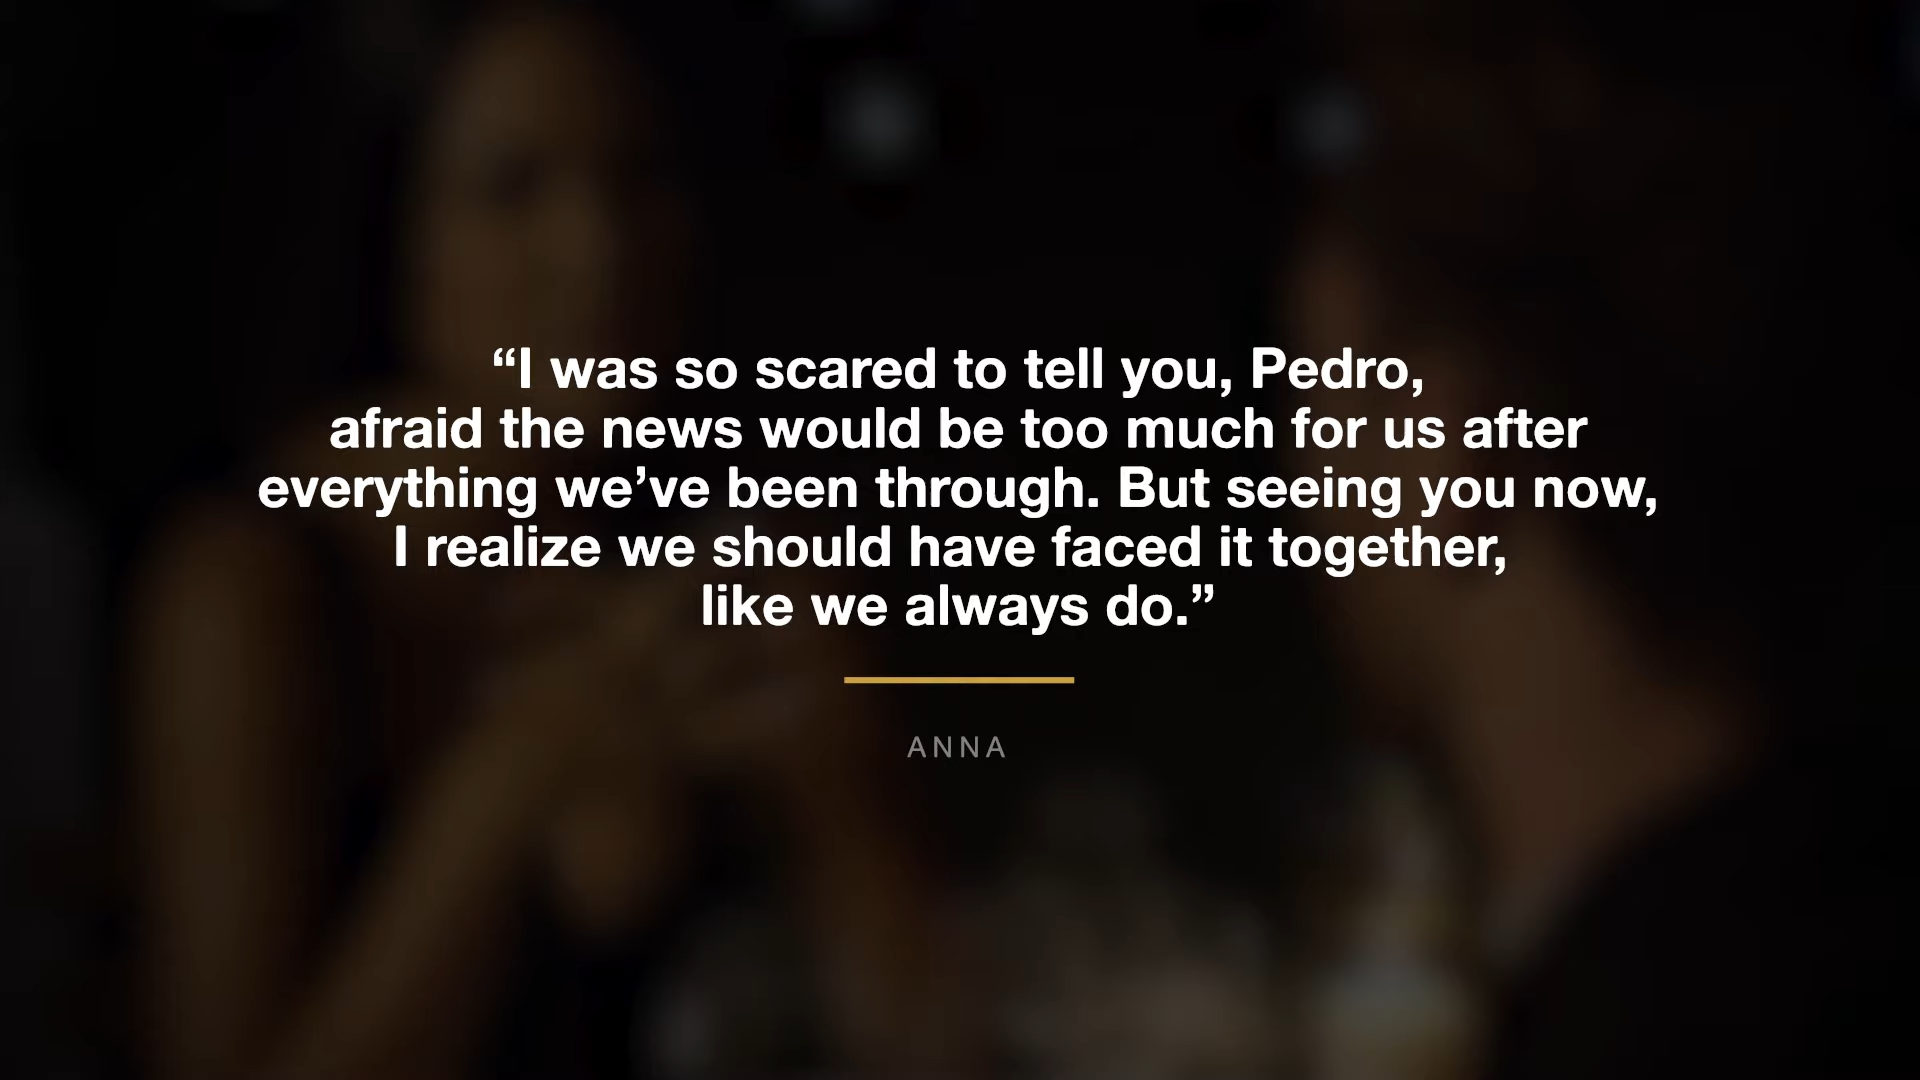 “I was so scared to tell you, Pedro,
afraid the news would be too much for us after
everything we’ve been through. But seeing you now,
I realize we should have faced it together,
like we always do.”
ANNA